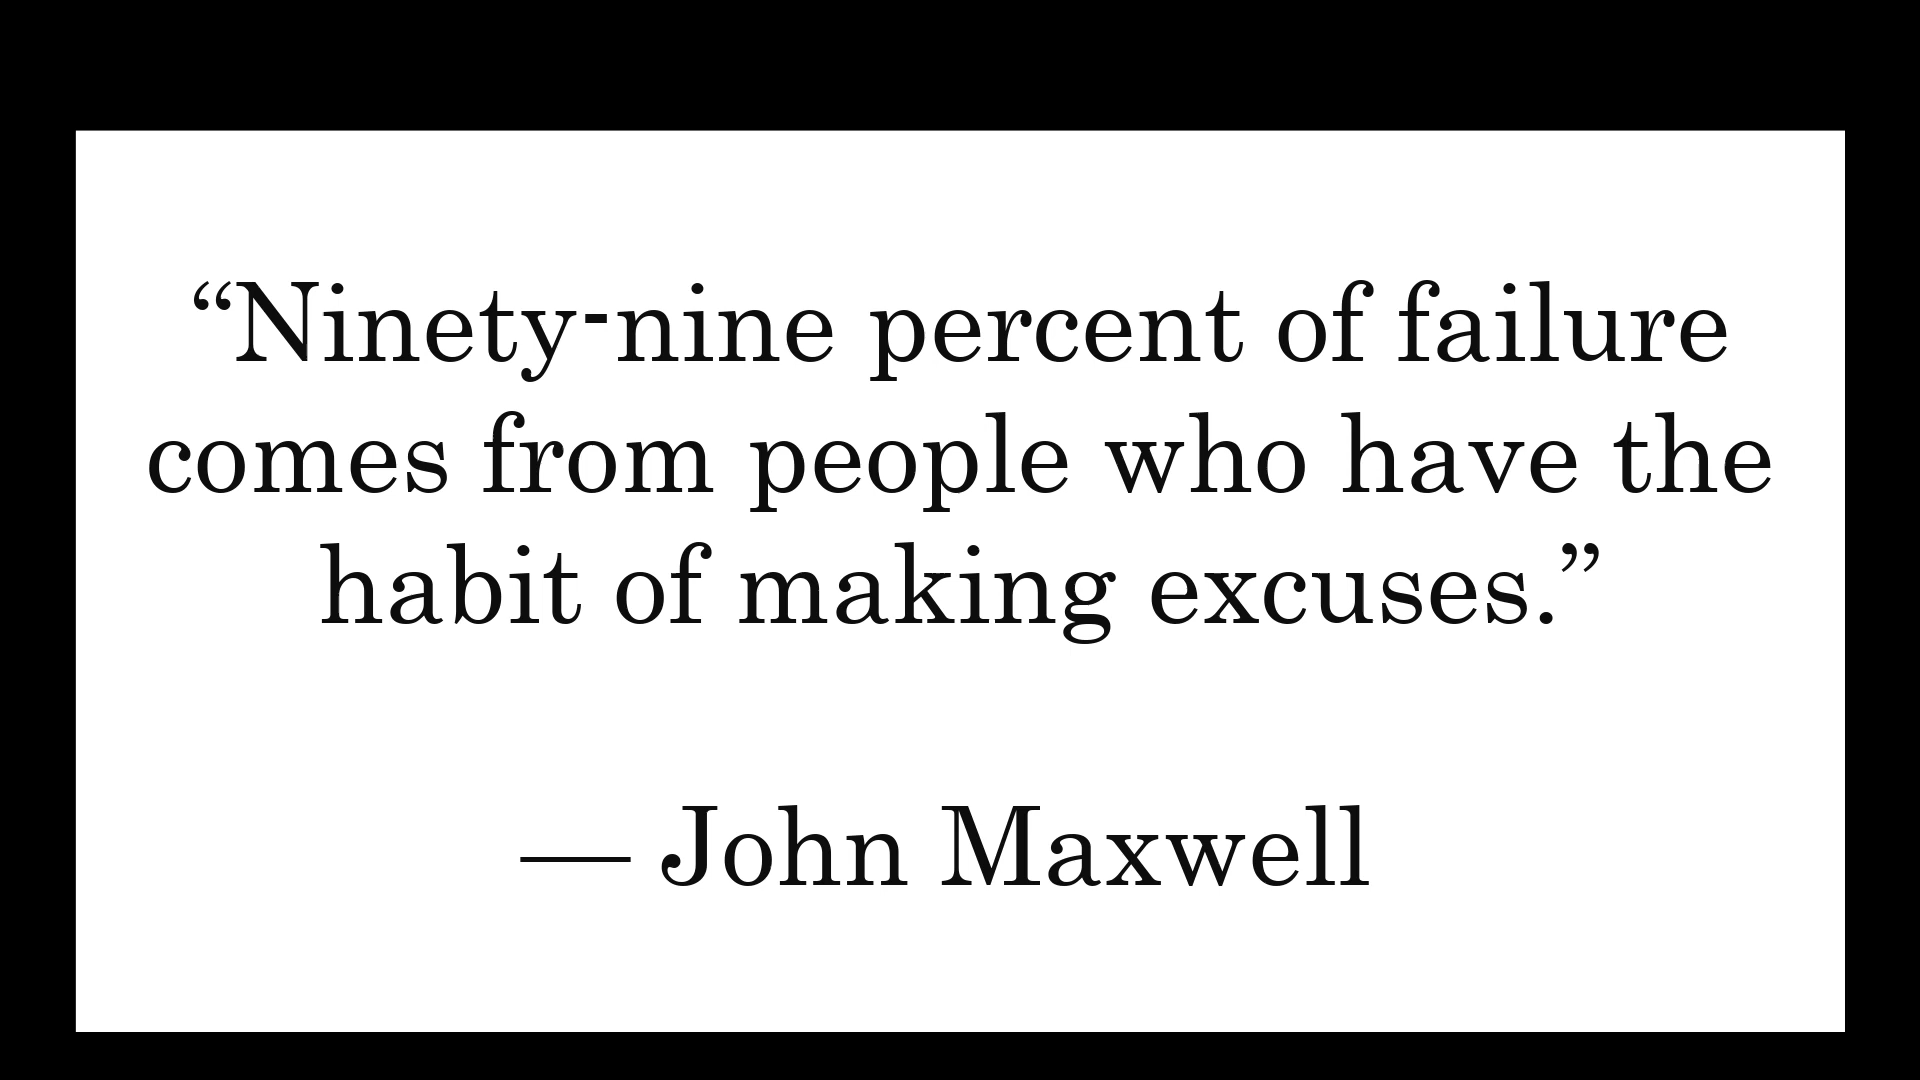 “Ninety-nine percent of failure
comes from people who have the
habit of making excuses.”
— John Maxwell